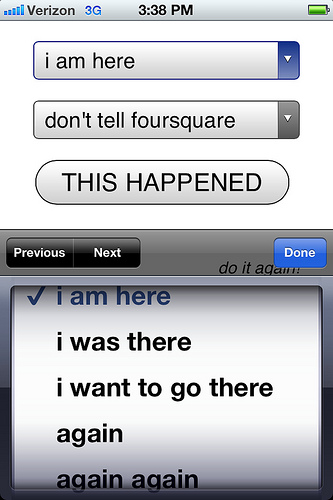 Verizon 3G 3:38 PM
i am here
don't tell foursquare
THIS HAPPENED
do it again!
Previous Next Done
✓ i am here
i was there
i want to go there
again
again again